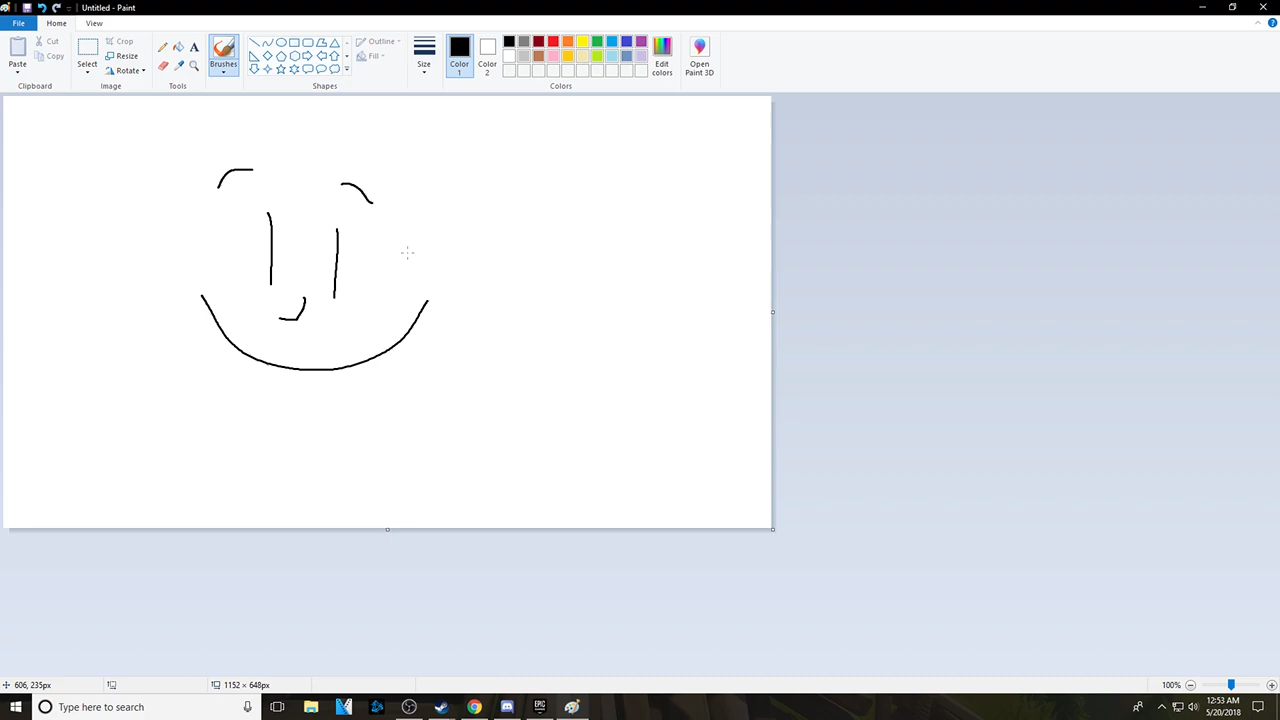 Untitled - Paint
File Home View
Paste Cut Copy Clipboard
Select Crop Resize Rotate Image
A Tools
Brushes
Outline Fill Shapes
Size
Color 1 Color 2 Edit colors Colors
Open Paint 3D
606, 235px 1152 × 648px 100%
Type here to search EPIC GAMES 12:53 AM 5/20/2018